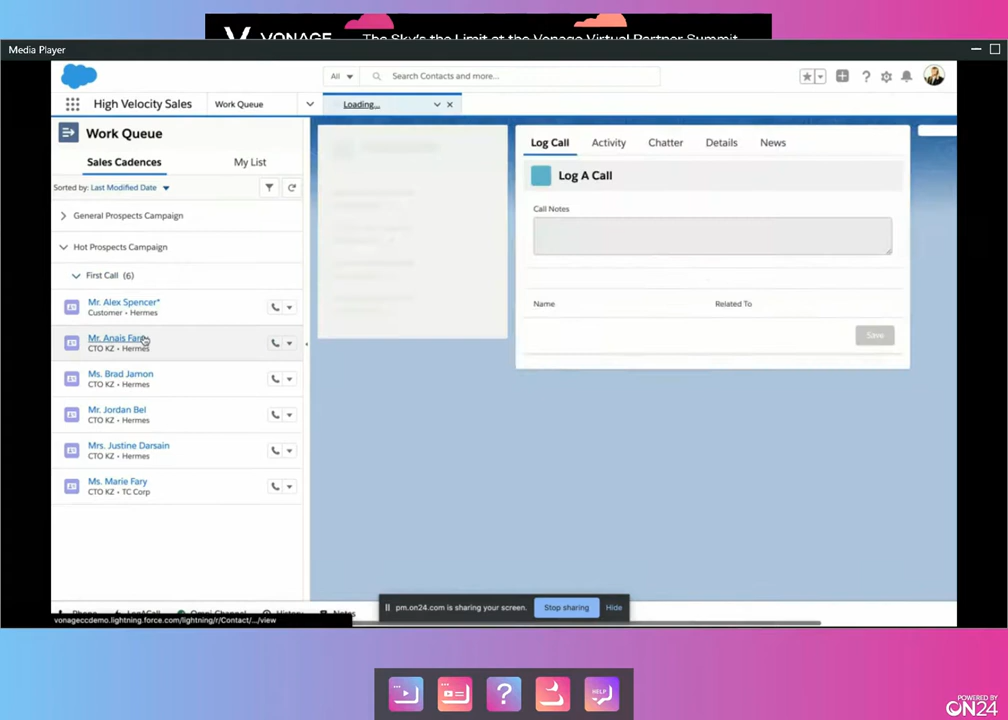 VONAGE
The Sky's the Limit at the Vonage Virtual Partner Summit
Media Player
All
Search Contacts and more...
High Velocity Sales
Work Queue
Loading...
Work Queue
Sales Cadences
My List
Sorted by: Last Modified Date
General Prospects Campaign
Hot Prospects Campaign
First Call (6)
Mr. Alex Spencer*
Customer • Hermes
Mr. Anais
CTO KZ • Hermes
Ms. Brad Jamon
CTO KZ • Hermes
Mr. Jordan Bel
CTO KZ • Hermes
Mrs. Justine Darsain
CTO KZ • Hermes
Ms. Marie Fary
CTO KZ • TC Corp
Log Call
Activity
Chatter
Details
News
Log A Call
Call Notes
Name
Related To
Save
Phone
LogACall
Omni-Channel
History
Notes
pm.on24.com is sharing your screen.
Stop sharing
Hide
vonageccdemo.lightning.force.com/lightning/r/Contact/.../view
?
HELP
POWERED BY
ON24